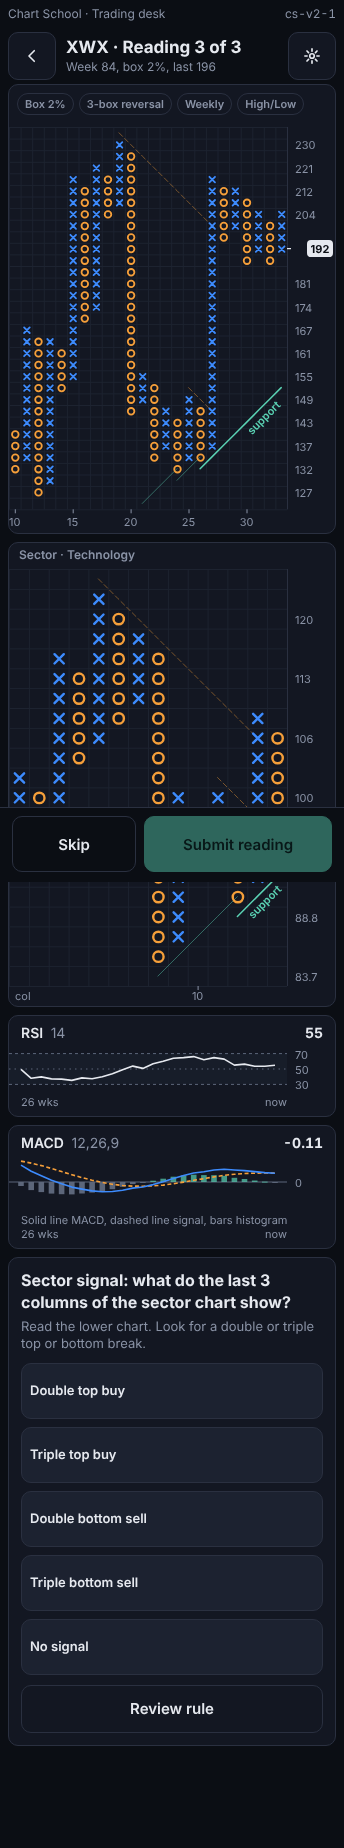 Chart School · Trading desk
cs-v2-1
XWX · Reading 3 of 3
Week 84, box 2%, last 196
Box 2%
3-box reversal
Weekly
High/Low
230
221
212
204
192
181
174
167
161
155
149
143
137
132
127
support
10
15
20
25
30
Sector · Technology
120
113
106
100
Skip
Submit reading
support
88.8
83.7
col
10
RSI 14
55
70
50
30
26 wks
now
MACD 12,26,9
-0.11
0
Solid line MACD, dashed line signal, bars histogram
26 wks
now
Sector signal: what do the last 3
columns of the sector chart show?
Read the lower chart. Look for a double or triple
top or bottom break.
Double top buy
Triple top buy
Double bottom sell
Triple bottom sell
No signal
Review rule